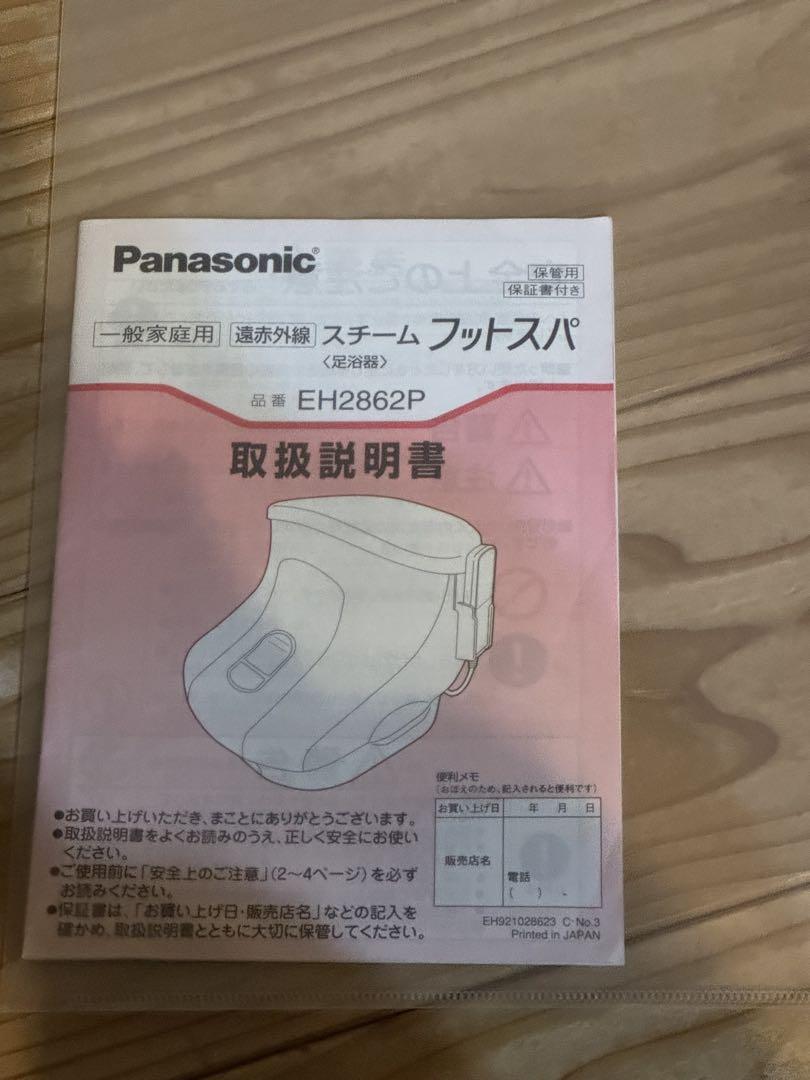 Panasonic®
保管用
保証書付き
一般家庭用 遠赤外線 スチーム フットスパ
〈足浴器〉
品番 EH2862P
取扱説明書
●お買い上げいただき、まことにありがとうございます。
●取扱説明書をよくお読みのうえ、正しく安全にお使い
ください。
●ご使用前に「安全上のご注意」(2～4ページ)を必ず
お読みください。
●保証書は、「お買い上げ日・販売店名」などの記入を
確かめ、取扱説明書とともに大切に保管してください。
便利メモ
(おぼえのため、記入されると便利です)
お買い上げ日 年 月 日
販売店名
電話
( ) -
EH921028623 C-No.3
Printed in JAPAN